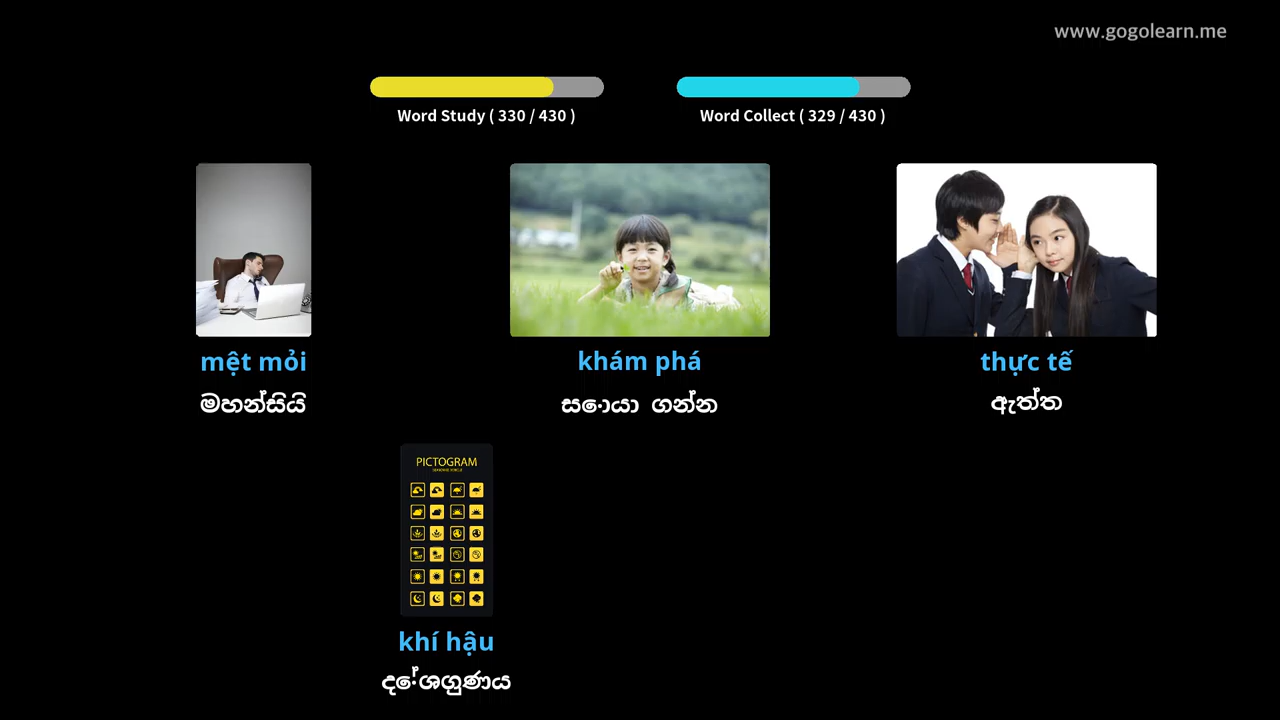 www.gogolearn.me
Word Study ( 330 / 430 )
Word Collect ( 329 / 430 )
mệt mỏi
khám phá
thực tế
මහන්සියි
සොයා ගන්න
ඇත්ත
PICTOGRAM
khí hậu
දේශගුණය